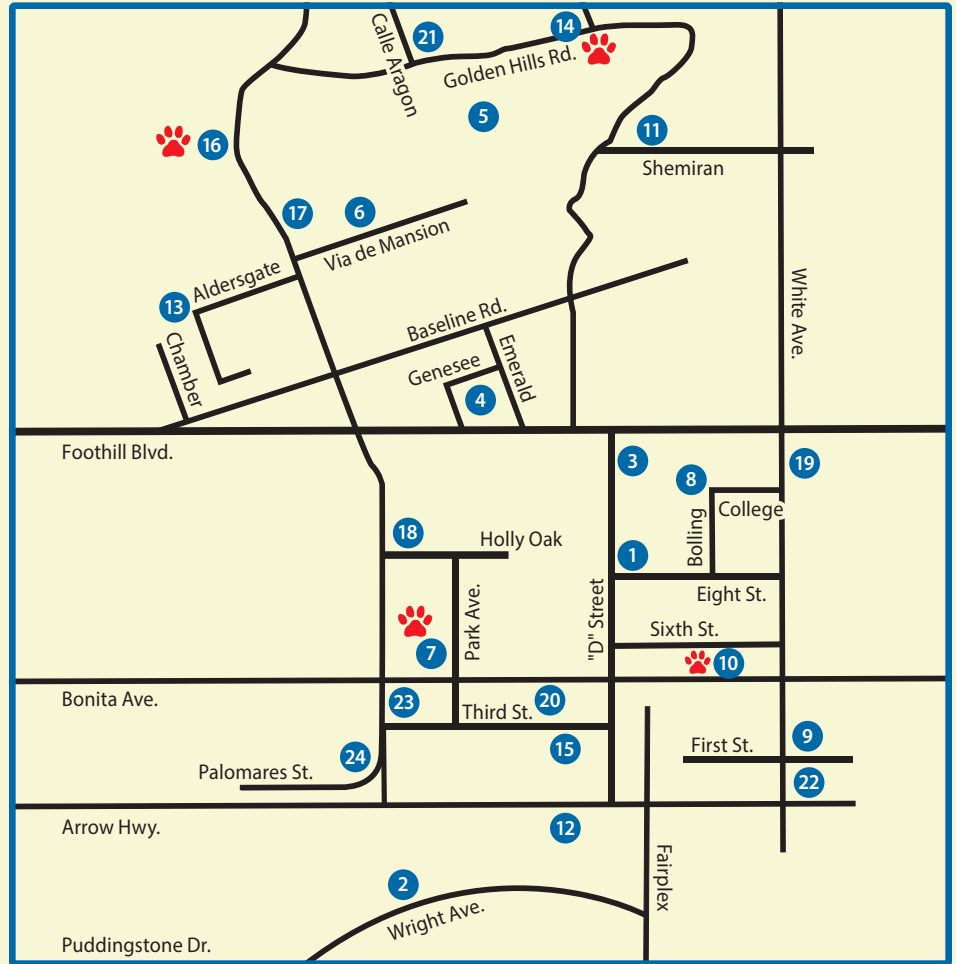 Calle Aragon
21
14
Golden Hills Rd.
5
11
16
Shemiran
17
6
Via de Mansion
Aldersgate
13
White Ave.
Baseline Rd.
Chamber
Genesee
Emerald
4
Foothill Blvd.
3
19
8
College
Bolling
18
Holly Oak
1
Eight St.
Park Ave.
"D" Street
Sixth St.
7
10
Bonita Ave.
23
20
Third St.
15
9
First St.
24
Palomares St.
22
Arrow Hwy.
12
Fairplex
2
Wright Ave.
Puddingstone Dr.